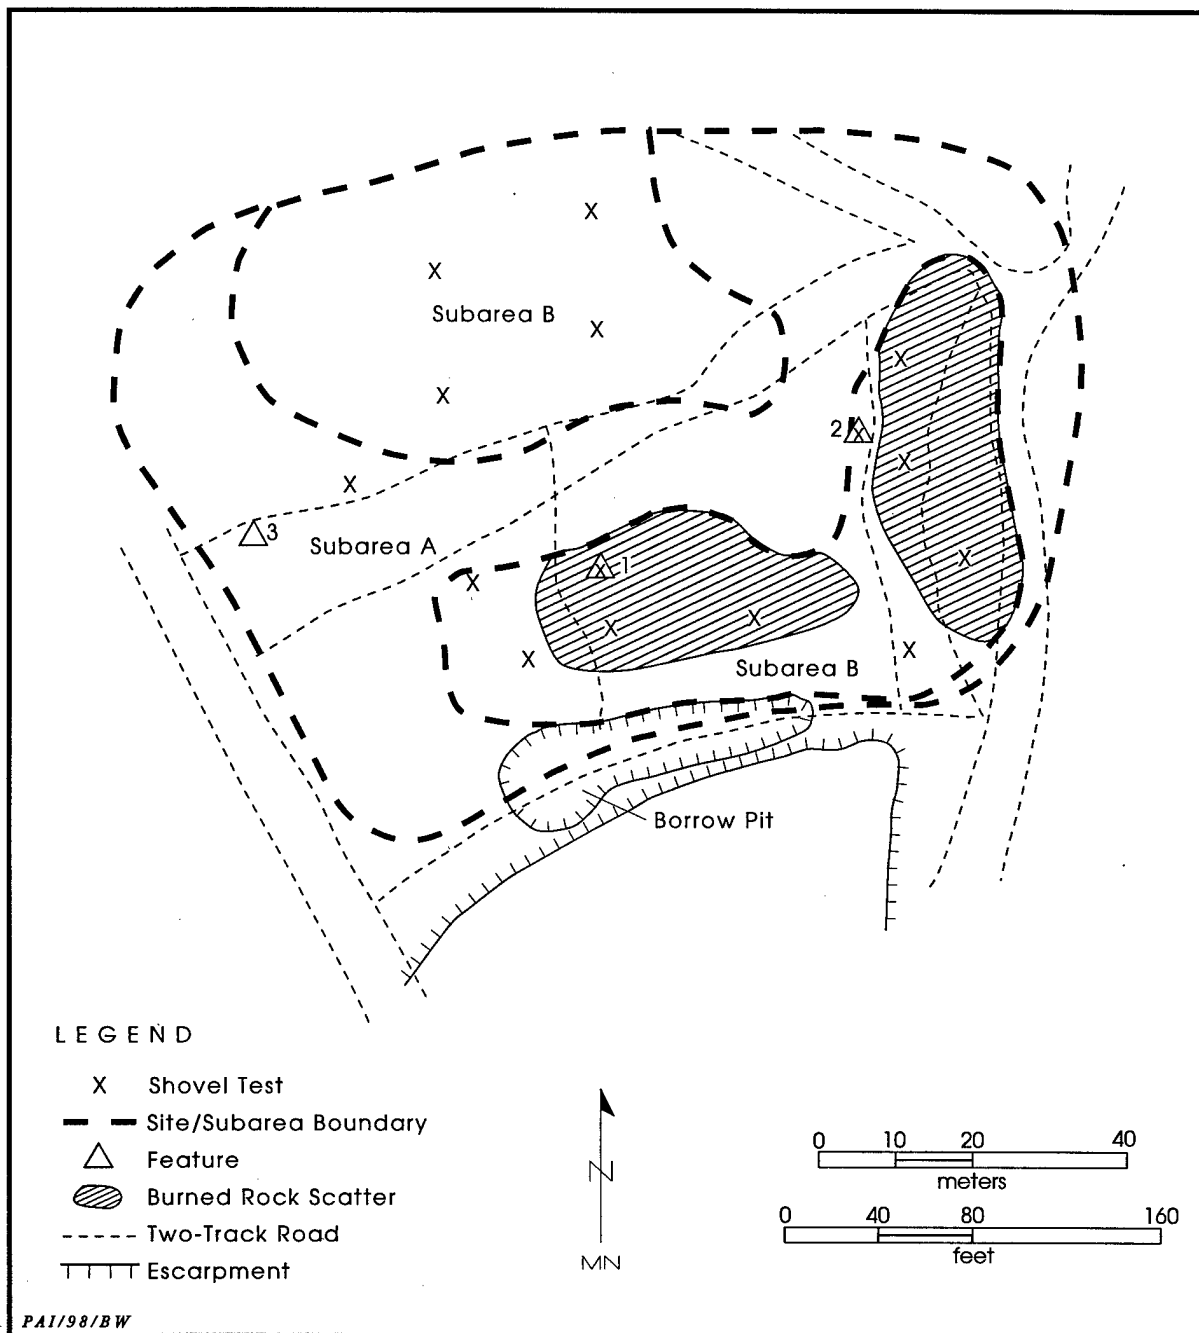 X
Subarea B
X
X
X
X
X
2 X
X
X
3
Subarea A
X 1
X
X
X
X
X
X
Subarea B
Borrow Pit
LEGEND
X Shovel Test
Site/Subarea Boundary
Feature
Burned Rock Scatter
Two-Track Road
Escarpment
N
MN
0 10 20 40
meters
0 40 80 160
feet
PAI/98/BW